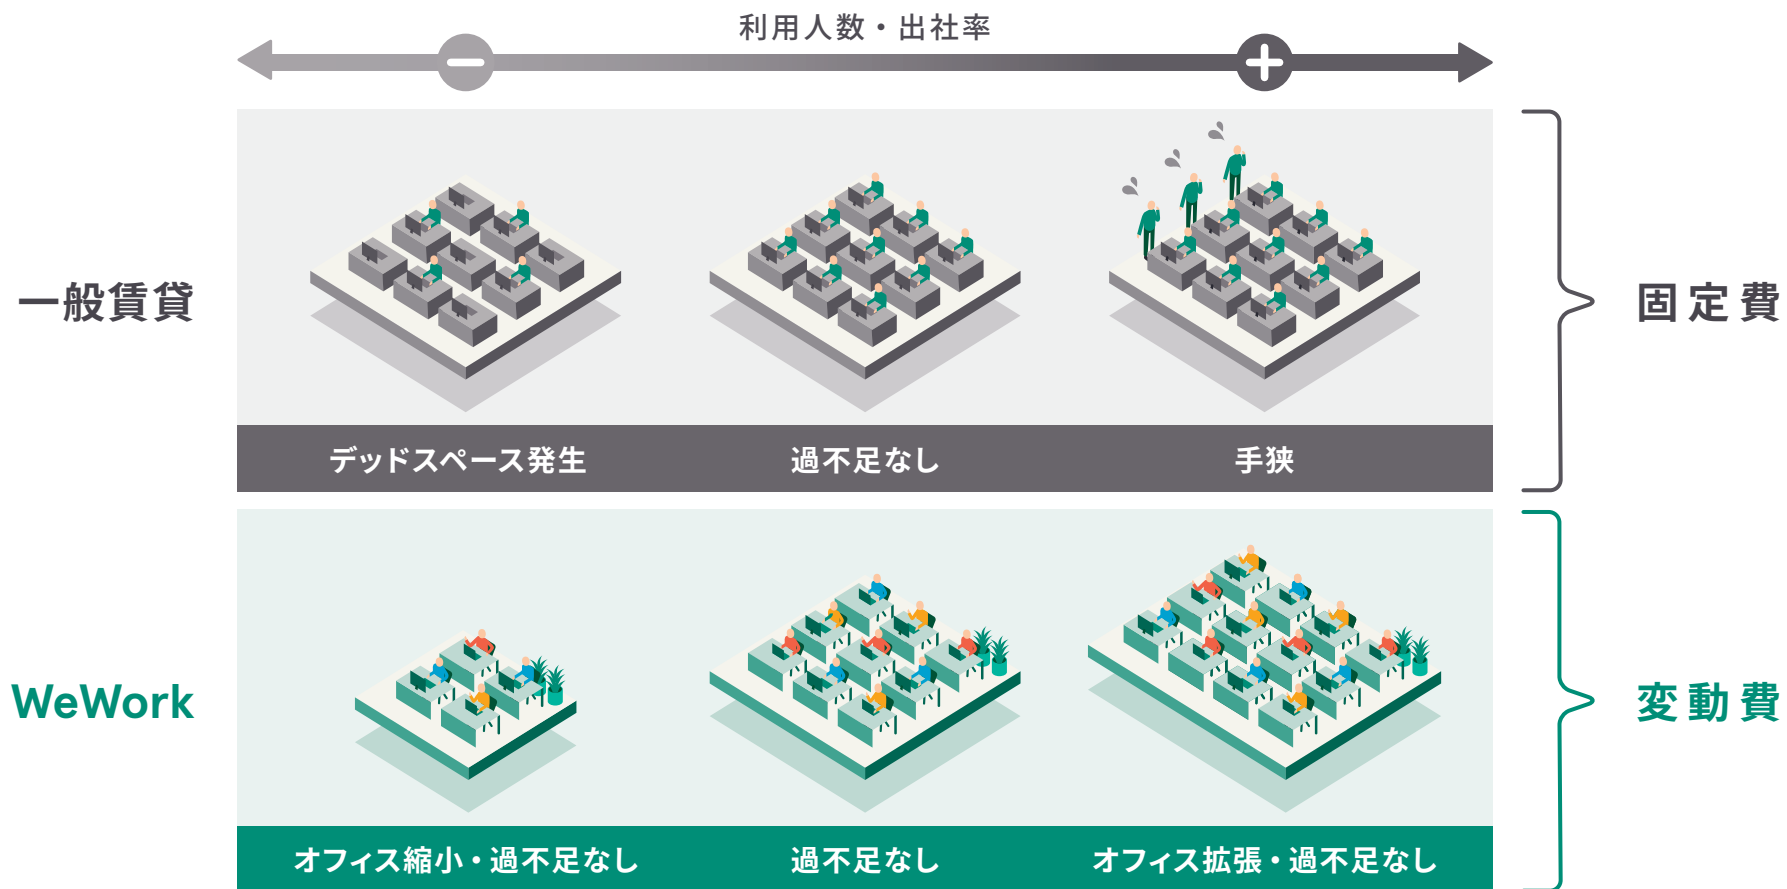 利用人数・出社率
一般賃貸
固定費
デッドスペース発生
過不足なし
手狭
WeWork
変動費
オフィス縮小・過不足なし
過不足なし
オフィス拡張・過不足なし